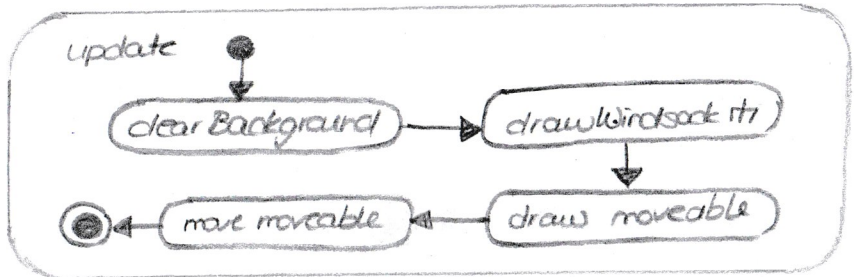 update
clearBackground
drawWindsock
draw moveable
move moveable